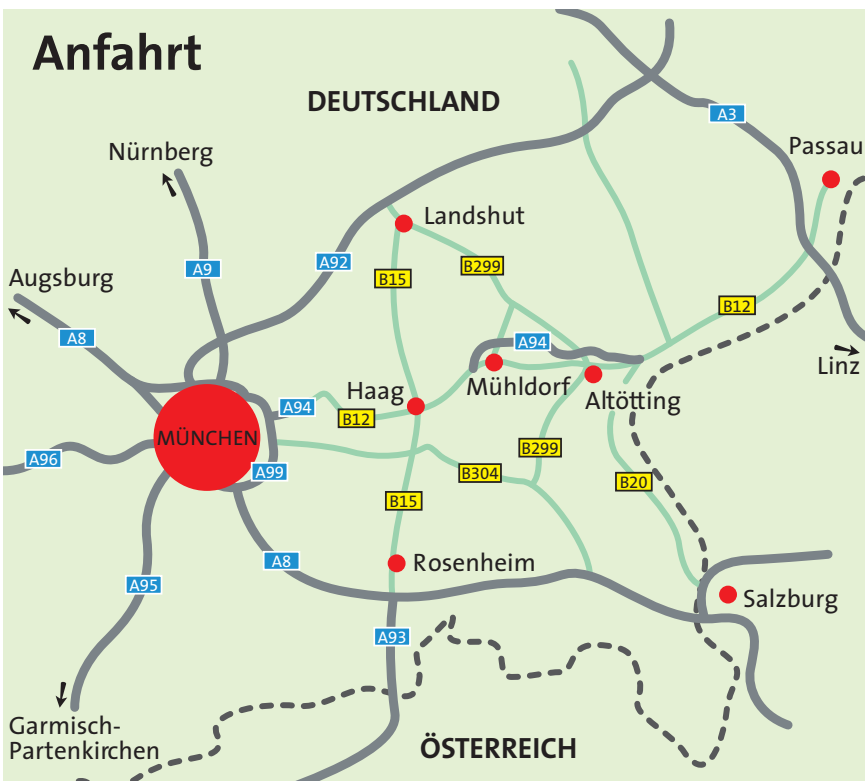 Anfahrt
DEUTSCHLAND
A3
Nürnberg
Passau
Landshut
A9
A92
B15
B299
Augsburg
A8
B12
A94
Linz
Haag
Mühldorf
Altötting
A94
B12
MÜNCHEN
B299
A96
A99
B304
B20
B15
A8
Rosenheim
A95
Salzburg
A93
Garmisch-
Partenkirchen
ÖSTERREICH